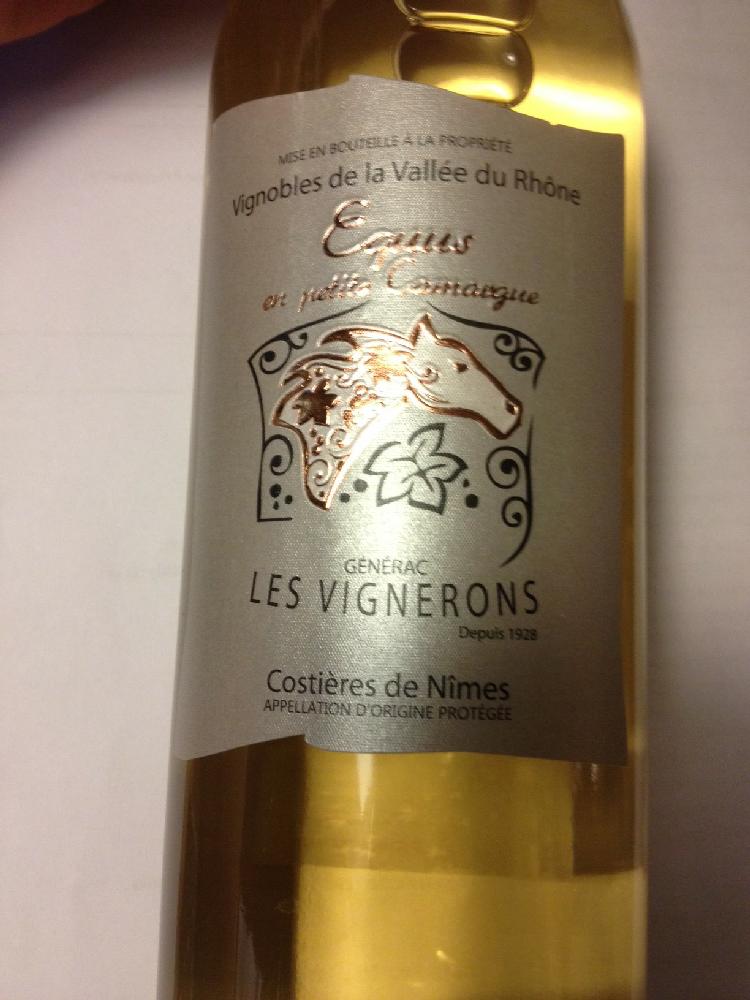 MISE EN BOUTEILLE À LA PROPRIÉTÉ
Vignobles de la Vallée du Rhône
Equus
en petite Camargue
GÉNÉRAC
LES VIGNERONS
Depuis 1928
Costières de Nîmes
APPELLATION D'ORIGINE PROTÉGÉE